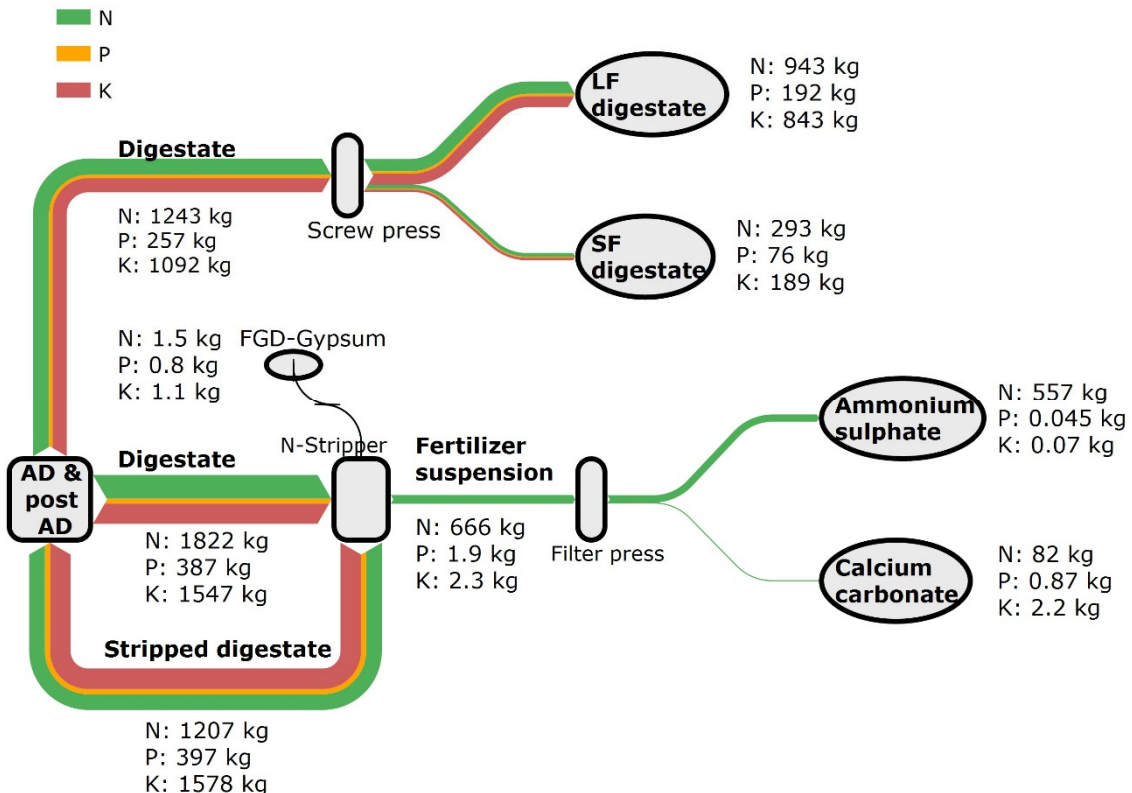 N
P
K
Digestate
N: 1243 kg
P: 257 kg
K: 1092 kg
Screw press
LF
digestate
N: 943 kg
P: 192 kg
K: 843 kg
SF
digestate
N: 293 kg
P: 76 kg
K: 189 kg
N: 1.5 kg
P: 0.8 kg
K: 1.1 kg
FGD-Gypsum
N-Stripper
AD &
post
AD
Digestate
N: 1822 kg
P: 387 kg
K: 1547 kg
Fertilizer
suspension
N: 666 kg
P: 1.9 kg
K: 2.3 kg
Filter press
Ammonium
sulphate
N: 557 kg
P: 0.045 kg
K: 0.07 kg
Calcium
carbonate
N: 82 kg
P: 0.87 kg
K: 2.2 kg
Stripped digestate
N: 1207 kg
P: 397 kg
K: 1578 kg